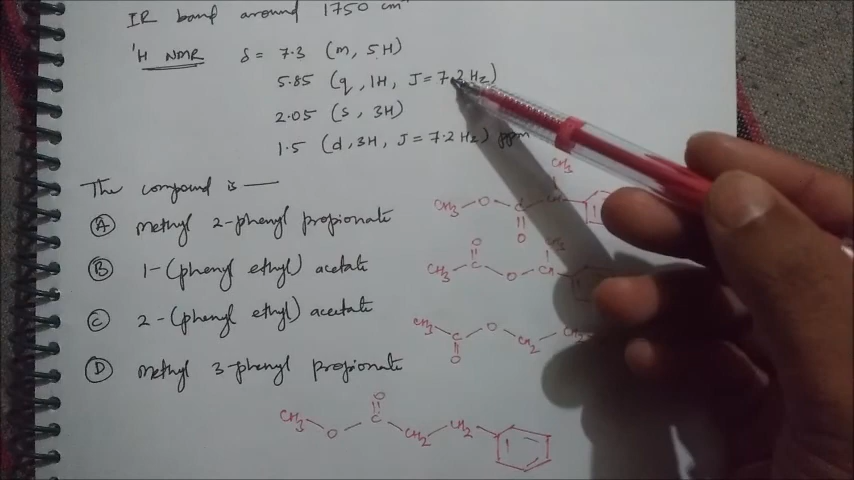 IR band around 1750 cm⁻¹
¹H NMR δ = 7.3 (m, 5H)
5.85 (q, 1H, J = 7.2 Hz)
2.05 (s, 3H)
1.5 (d, 3H, J = 7.2 Hz) ppm
The compound is —
(A) methyl 2-phenyl propionate
(B) 1-(phenyl ethyl) acetate
(C) 2-(phenyl ethyl) acetate
(D) methyl 3-phenyl propionate
CH3
CH3 O C CH
O
O
CH3 C O CH
CH3 C O CH2
O
O
CH3 O C CH2 CH2